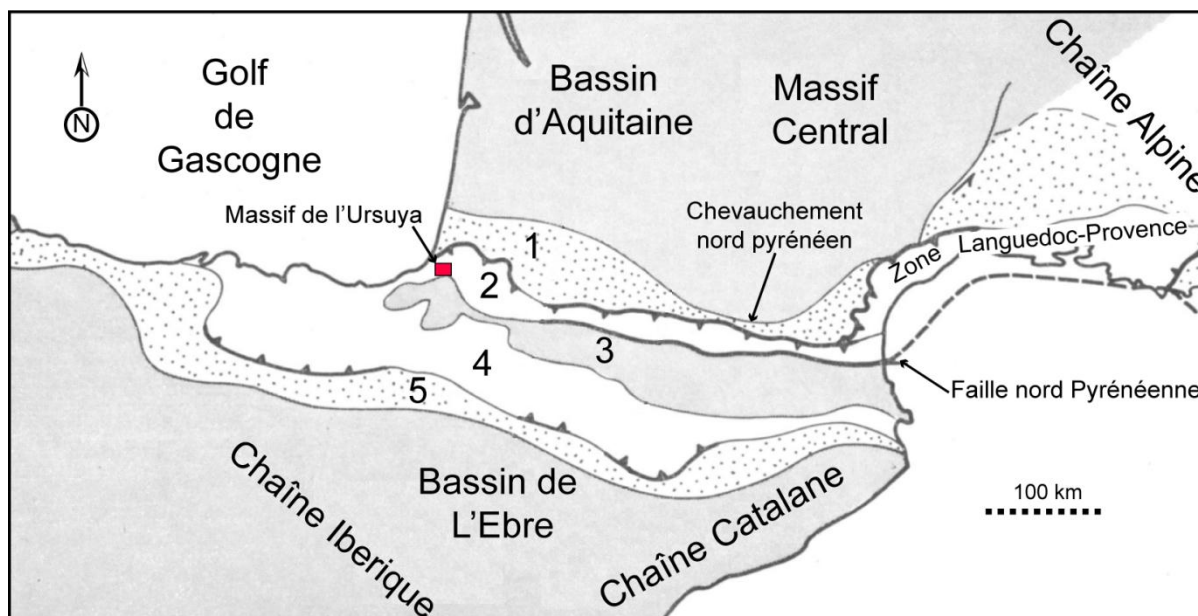 Golf
de
Gascogne
N
Bassin
d'Aquitaine
Massif
Central
Chaîne Alpine
Massif de l'Ursuya
Chevauchement
nord pyrénéen
Zone Languedoc-Provence
1
2
3
4
5
Faille nord Pyrénéenne
Chaîne Iberique
Bassin de
L'Ebre
Chaîne Catalane
100 km